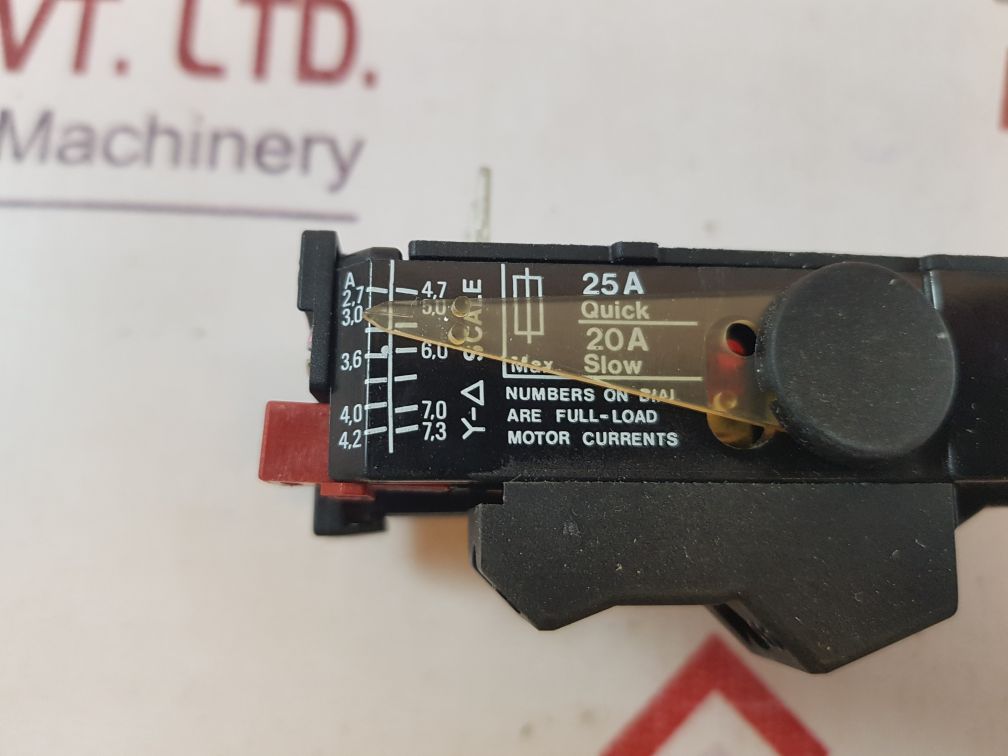 VT. LTD.
Machinery
A
2,7 4,7
3,0 5,0
3,6 6,0
4,0 7,0
4,2 7,3
Y-Δ SCALE
Max
25A
Quick
20A
Slow
NUMBERS ON DIAL
ARE FULL-LOAD
MOTOR CURRENTS